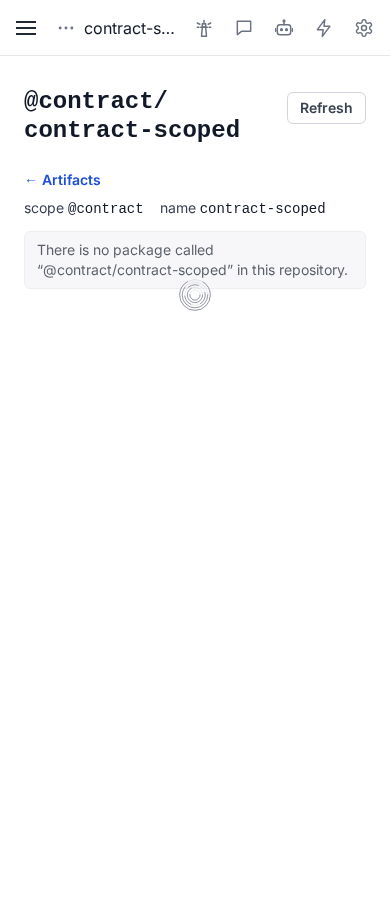 contract-s...
@contract/
contract-scoped
Refresh
← Artifacts
scope @contract name contract-scoped
There is no package called
“@contract/contract-scoped” in this repository.